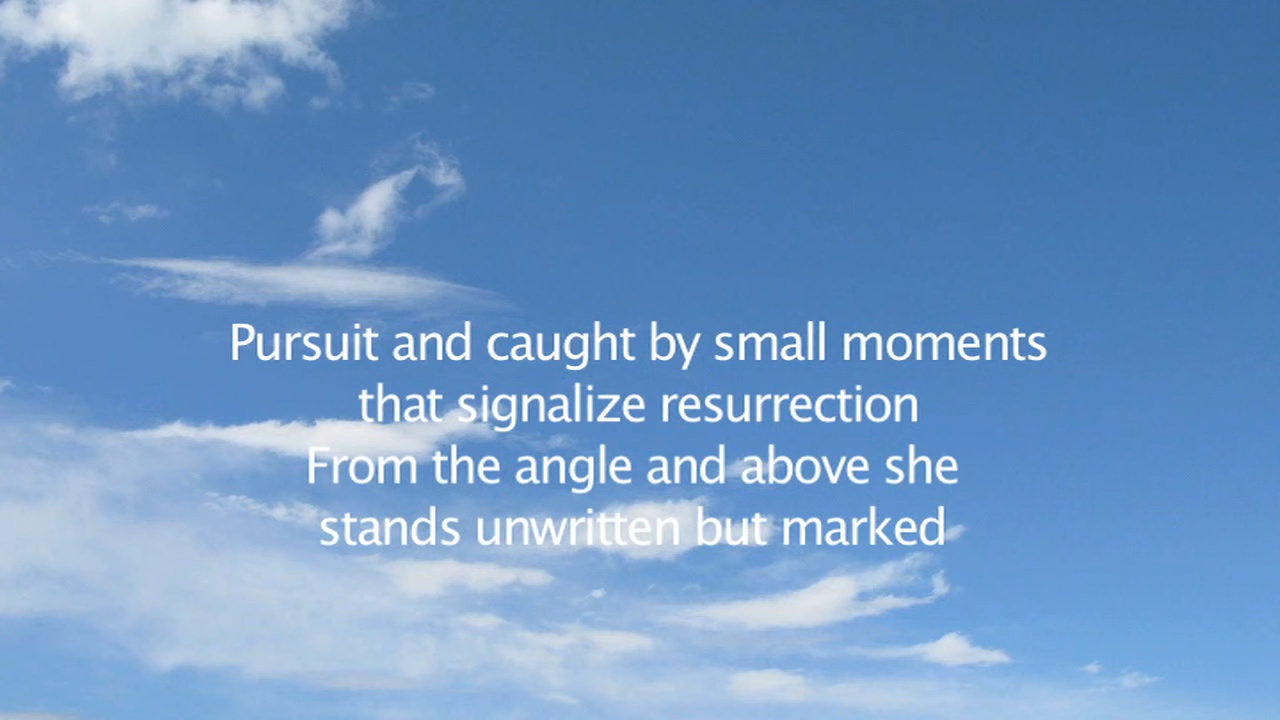 Pursuit and caught by small moments
that signalize resurrection
From the angle and above she
stands unwritten but marked